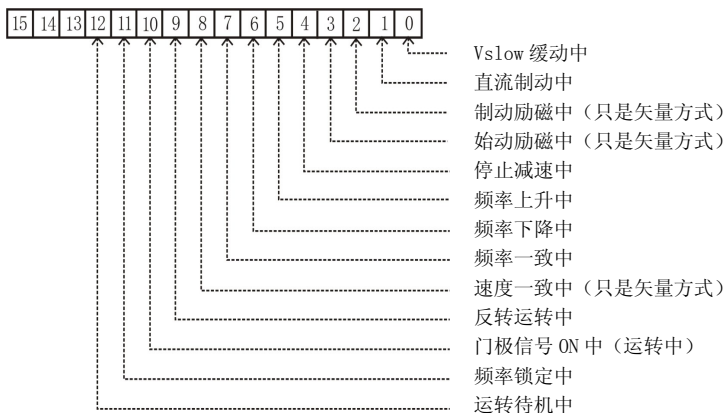 15 14 13 12 11 10 9 8 7 6 5 4 3 2 1 0
Vslow 缓动中
直流制动中
制动励磁中（只是矢量方式）
始动励磁中（只是矢量方式）
停止减速中
频率上升中
频率下降中
频率一致中
速度一致中（只是矢量方式）
反转运转中
门极信号 ON 中（运转中）
频率锁定中
运转待机中